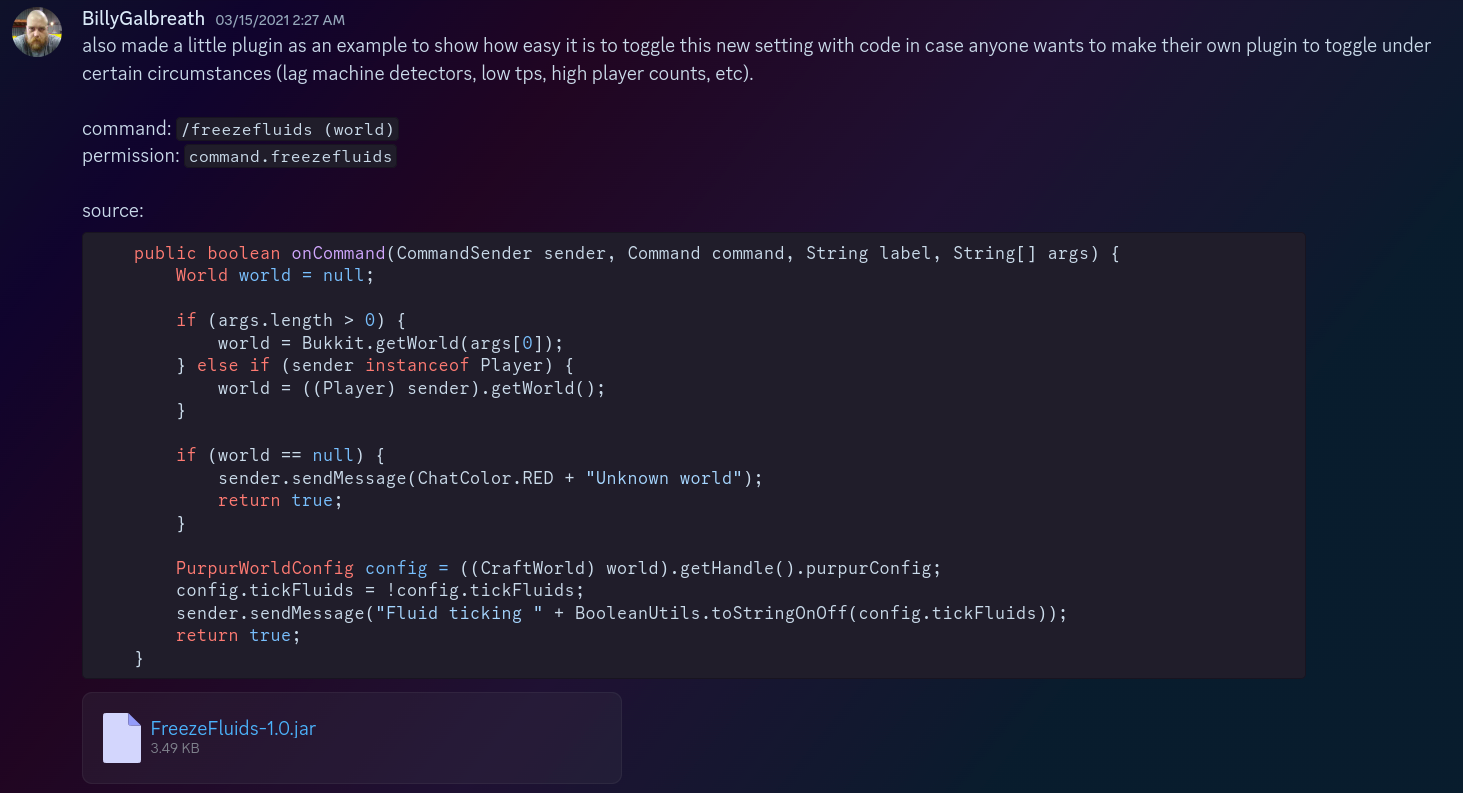 BillyGalbreath 03/15/2021 2:27 AM
also made a little plugin as an example to show how easy it is to toggle this new setting with code in case anyone wants to make their own plugin to toggle under
certain circumstances (lag machine detectors, low tps, high player counts, etc).
command: /freezefluids (world)
permission: command.freezefluids
source:
public boolean onCommand(CommandSender sender, Command command, String label, String[] args) {
World world = null;
if (args.length > 0) {
world = Bukkit.getWorld(args[0]);
} else if (sender instanceof Player) {
world = ((Player) sender).getWorld();
}
if (world == null) {
sender.sendMessage(ChatColor.RED + "Unknown world");
return true;
}
PurpurWorldConfig config = ((CraftWorld) world).getHandle().purpurConfig;
config.tickFluids = !config.tickFluids;
sender.sendMessage("Fluid ticking " + BooleanUtils.toStringOnOff(config.tickFluids));
return true;
}
FreezeFluids-1.0.jar
3.49 KB